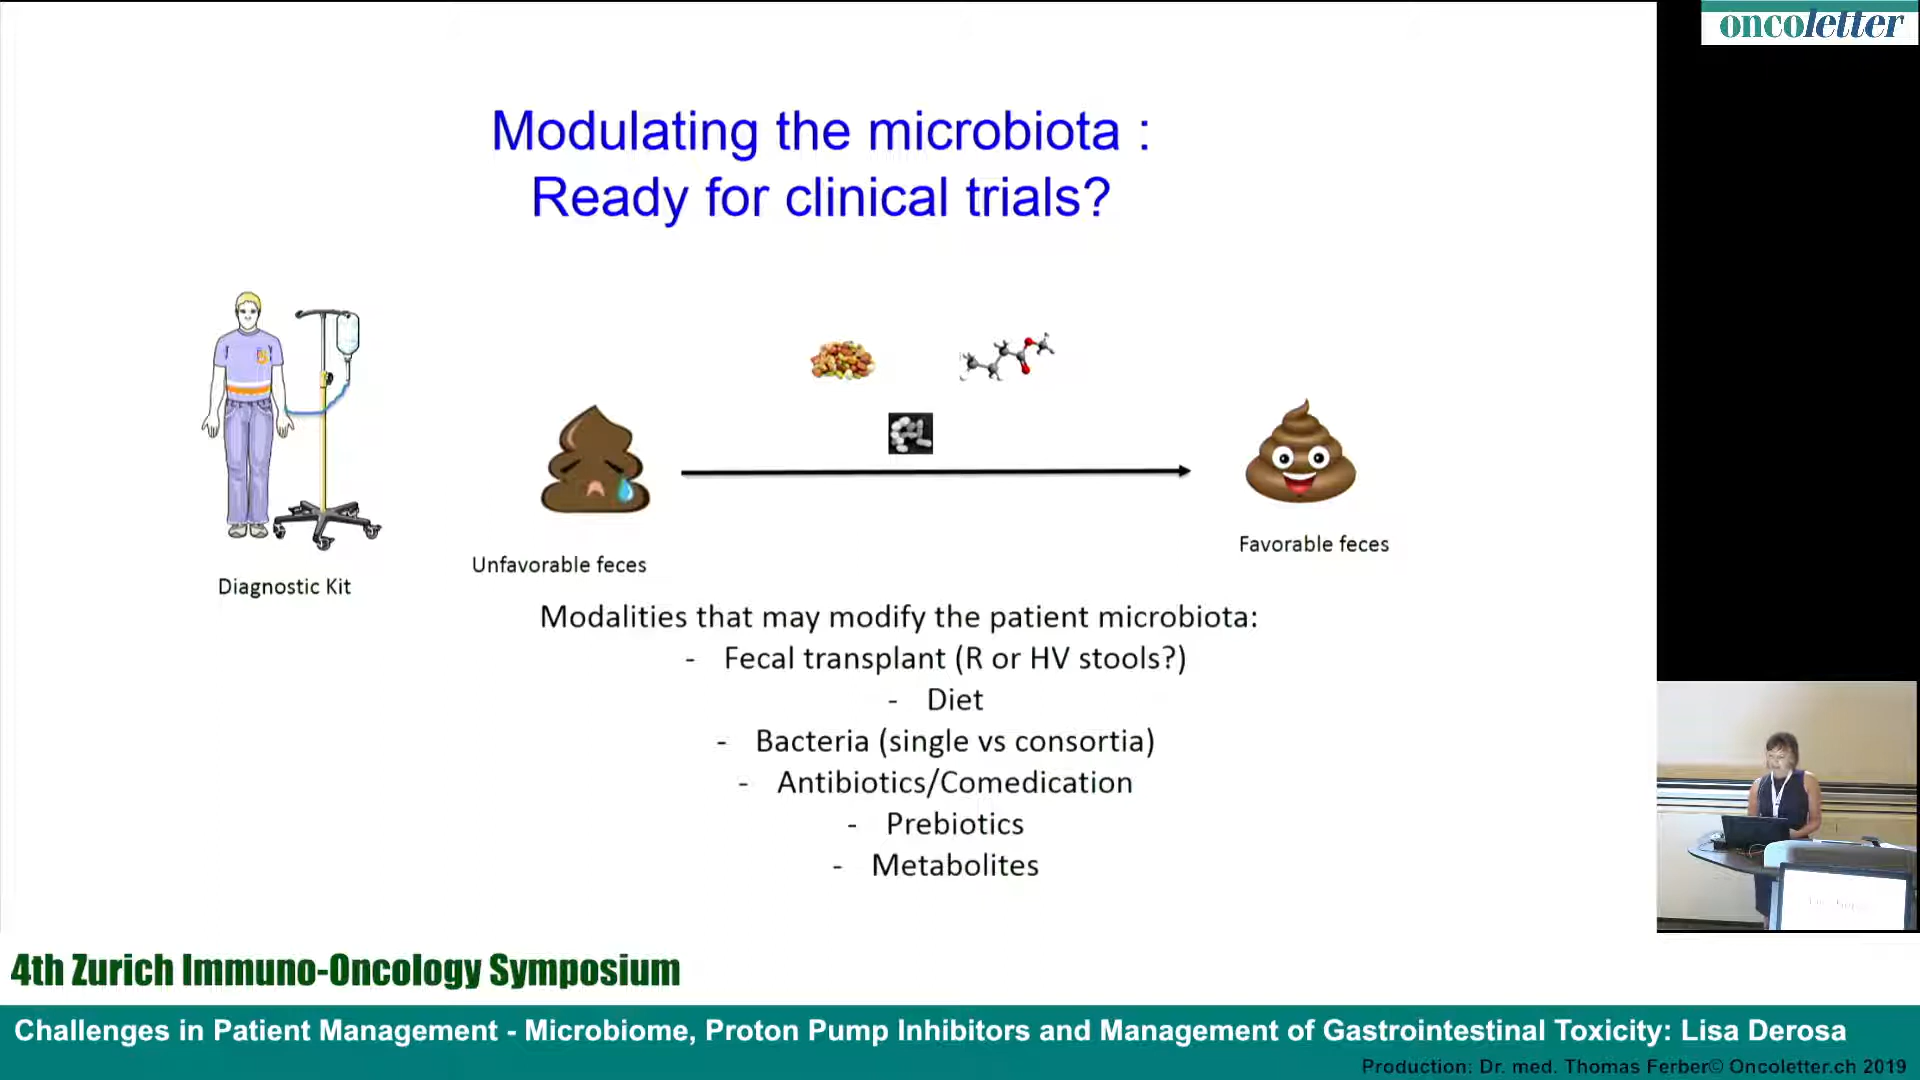 oncoletter
Modulating the microbiota :
Ready for clinical trials?
Diagnostic Kit
Unfavorable feces
Favorable feces
Modalities that may modify the patient microbiota:
- Fecal transplant (R or HV stools?)
- Diet
- Bacteria (single vs consortia)
- Antibiotics/Comedication
- Prebiotics
- Metabolites
4th Zurich Immuno-Oncology Symposium
Challenges in Patient Management - Microbiome, Proton Pump Inhibitors and Management of Gastrointestinal Toxicity: Lisa Derosa
Production: Dr. med. Thomas Ferber© Oncoletter.ch 2019